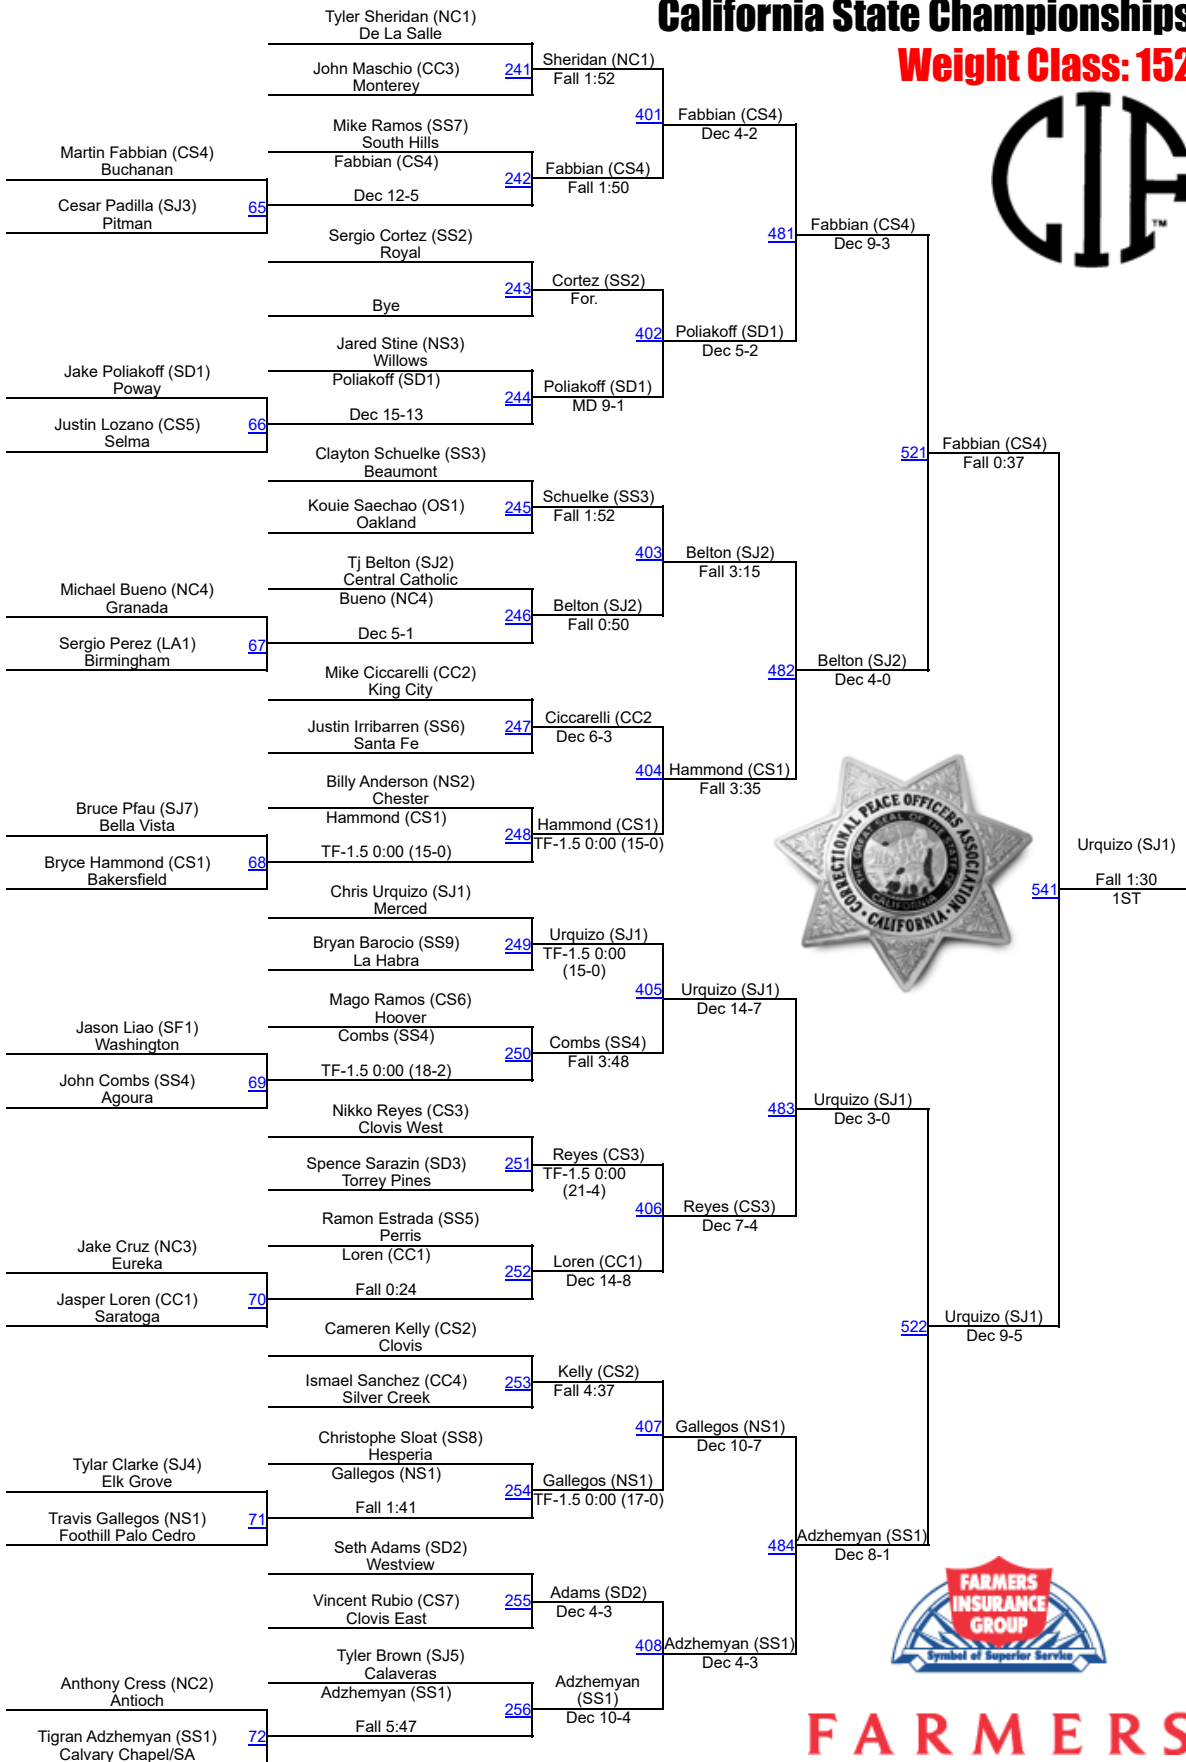 California State Championships
Weight Class: 152
CIF
TM
Tyler Sheridan (NC1)
De La Salle
John Maschio (CC3)
Monterey
241
Sheridan (NC1)
Fall 1:52
401
Fabbian (CS4)
Dec 4-2
Mike Ramos (SS7)
South Hills
Martin Fabbian (CS4)
Buchanan
Cesar Padilla (SJ3)
Pitman
65
Fabbian (CS4)
Dec 12-5
242
Fabbian (CS4)
Fall 1:50
481
Fabbian (CS4)
Dec 9-3
Sergio Cortez (SS2)
Royal
Bye
243
Cortez (SS2)
For.
402
Poliakoff (SD1)
Dec 5-2
Jared Stine (NS3)
Willows
Jake Poliakoff (SD1)
Poway
Justin Lozano (CS5)
Selma
66
Poliakoff (SD1)
Dec 15-13
244
Poliakoff (SD1)
MD 9-1
521
Fabbian (CS4)
Fall 0:37
Clayton Schuelke (SS3)
Beaumont
Kouie Saechao (OS1)
Oakland
245
Schuelke (SS3)
Fall 1:52
403
Belton (SJ2)
Fall 3:15
Tj Belton (SJ2)
Central Catholic
Michael Bueno (NC4)
Granada
Sergio Perez (LA1)
Birmingham
67
Bueno (NC4)
Dec 5-1
246
Belton (SJ2)
Fall 0:50
482
Belton (SJ2)
Dec 4-0
Mike Ciccarelli (CC2)
King City
Justin Irribarren (SS6)
Santa Fe
247
Ciccarelli (CC2
Dec 6-3
404
Hammond (CS1)
Fall 3:35
Billy Anderson (NS2)
Chester
Bruce Pfau (SJ7)
Bella Vista
Bryce Hammond (CS1)
Bakersfield
68
Hammond (CS1)
TF-1.5 0:00 (15-0)
248
Hammond (CS1)
TF-1.5 0:00 (15-0)
CORRECTIONAL PEACE OFFICERS ASSOCIATION
CALIFORNIA
541
Urquizo (SJ1)
Fall 1:30
1ST
Chris Urquizo (SJ1)
Merced
Bryan Barocio (SS9)
La Habra
249
Urquizo (SJ1)
TF-1.5 0:00
(15-0)
405
Urquizo (SJ1)
Dec 14-7
Mago Ramos (CS6)
Hoover
Jason Liao (SF1)
Washington
John Combs (SS4)
Agoura
69
Combs (SS4)
TF-1.5 0:00 (18-2)
250
Combs (SS4)
Fall 3:48
483
Urquizo (SJ1)
Dec 3-0
Nikko Reyes (CS3)
Clovis West
Spence Sarazin (SD3)
Torrey Pines
251
Reyes (CS3)
TF-1.5 0:00
(21-4)
406
Reyes (CS3)
Dec 7-4
Ramon Estrada (SS5)
Perris
Jake Cruz (NC3)
Eureka
Jasper Loren (CC1)
Saratoga
70
Loren (CC1)
Fall 0:24
252
Loren (CC1)
Dec 14-8
522
Urquizo (SJ1)
Dec 9-5
Cameren Kelly (CS2)
Clovis
Ismael Sanchez (CC4)
Silver Creek
253
Kelly (CS2)
Fall 4:37
407
Gallegos (NS1)
Dec 10-7
Christophe Sloat (SS8)
Hesperia
Tylar Clarke (SJ4)
Elk Grove
Travis Gallegos (NS1)
Foothill Palo Cedro
71
Gallegos (NS1)
Fall 1:41
254
Gallegos (NS1)
TF-1.5 0:00 (17-0)
484
Adzhemyan (SS1)
Dec 8-1
Seth Adams (SD2)
Westview
Vincent Rubio (CS7)
Clovis East
255
Adams (SD2)
Dec 4-3
408
Adzhemyan (SS1)
Dec 4-3
Tyler Brown (SJ5)
Calaveras
Anthony Cress (NC2)
Antioch
Tigran Adzhemyan (SS1)
Calvary Chapel/SA
72
Adzhemyan (SS1)
Fall 5:47
256
Adzhemyan
(SS1)
Dec 10-4
FARMERS
INSURANCE
GROUP
Symbol of Superior Service
FARMERS